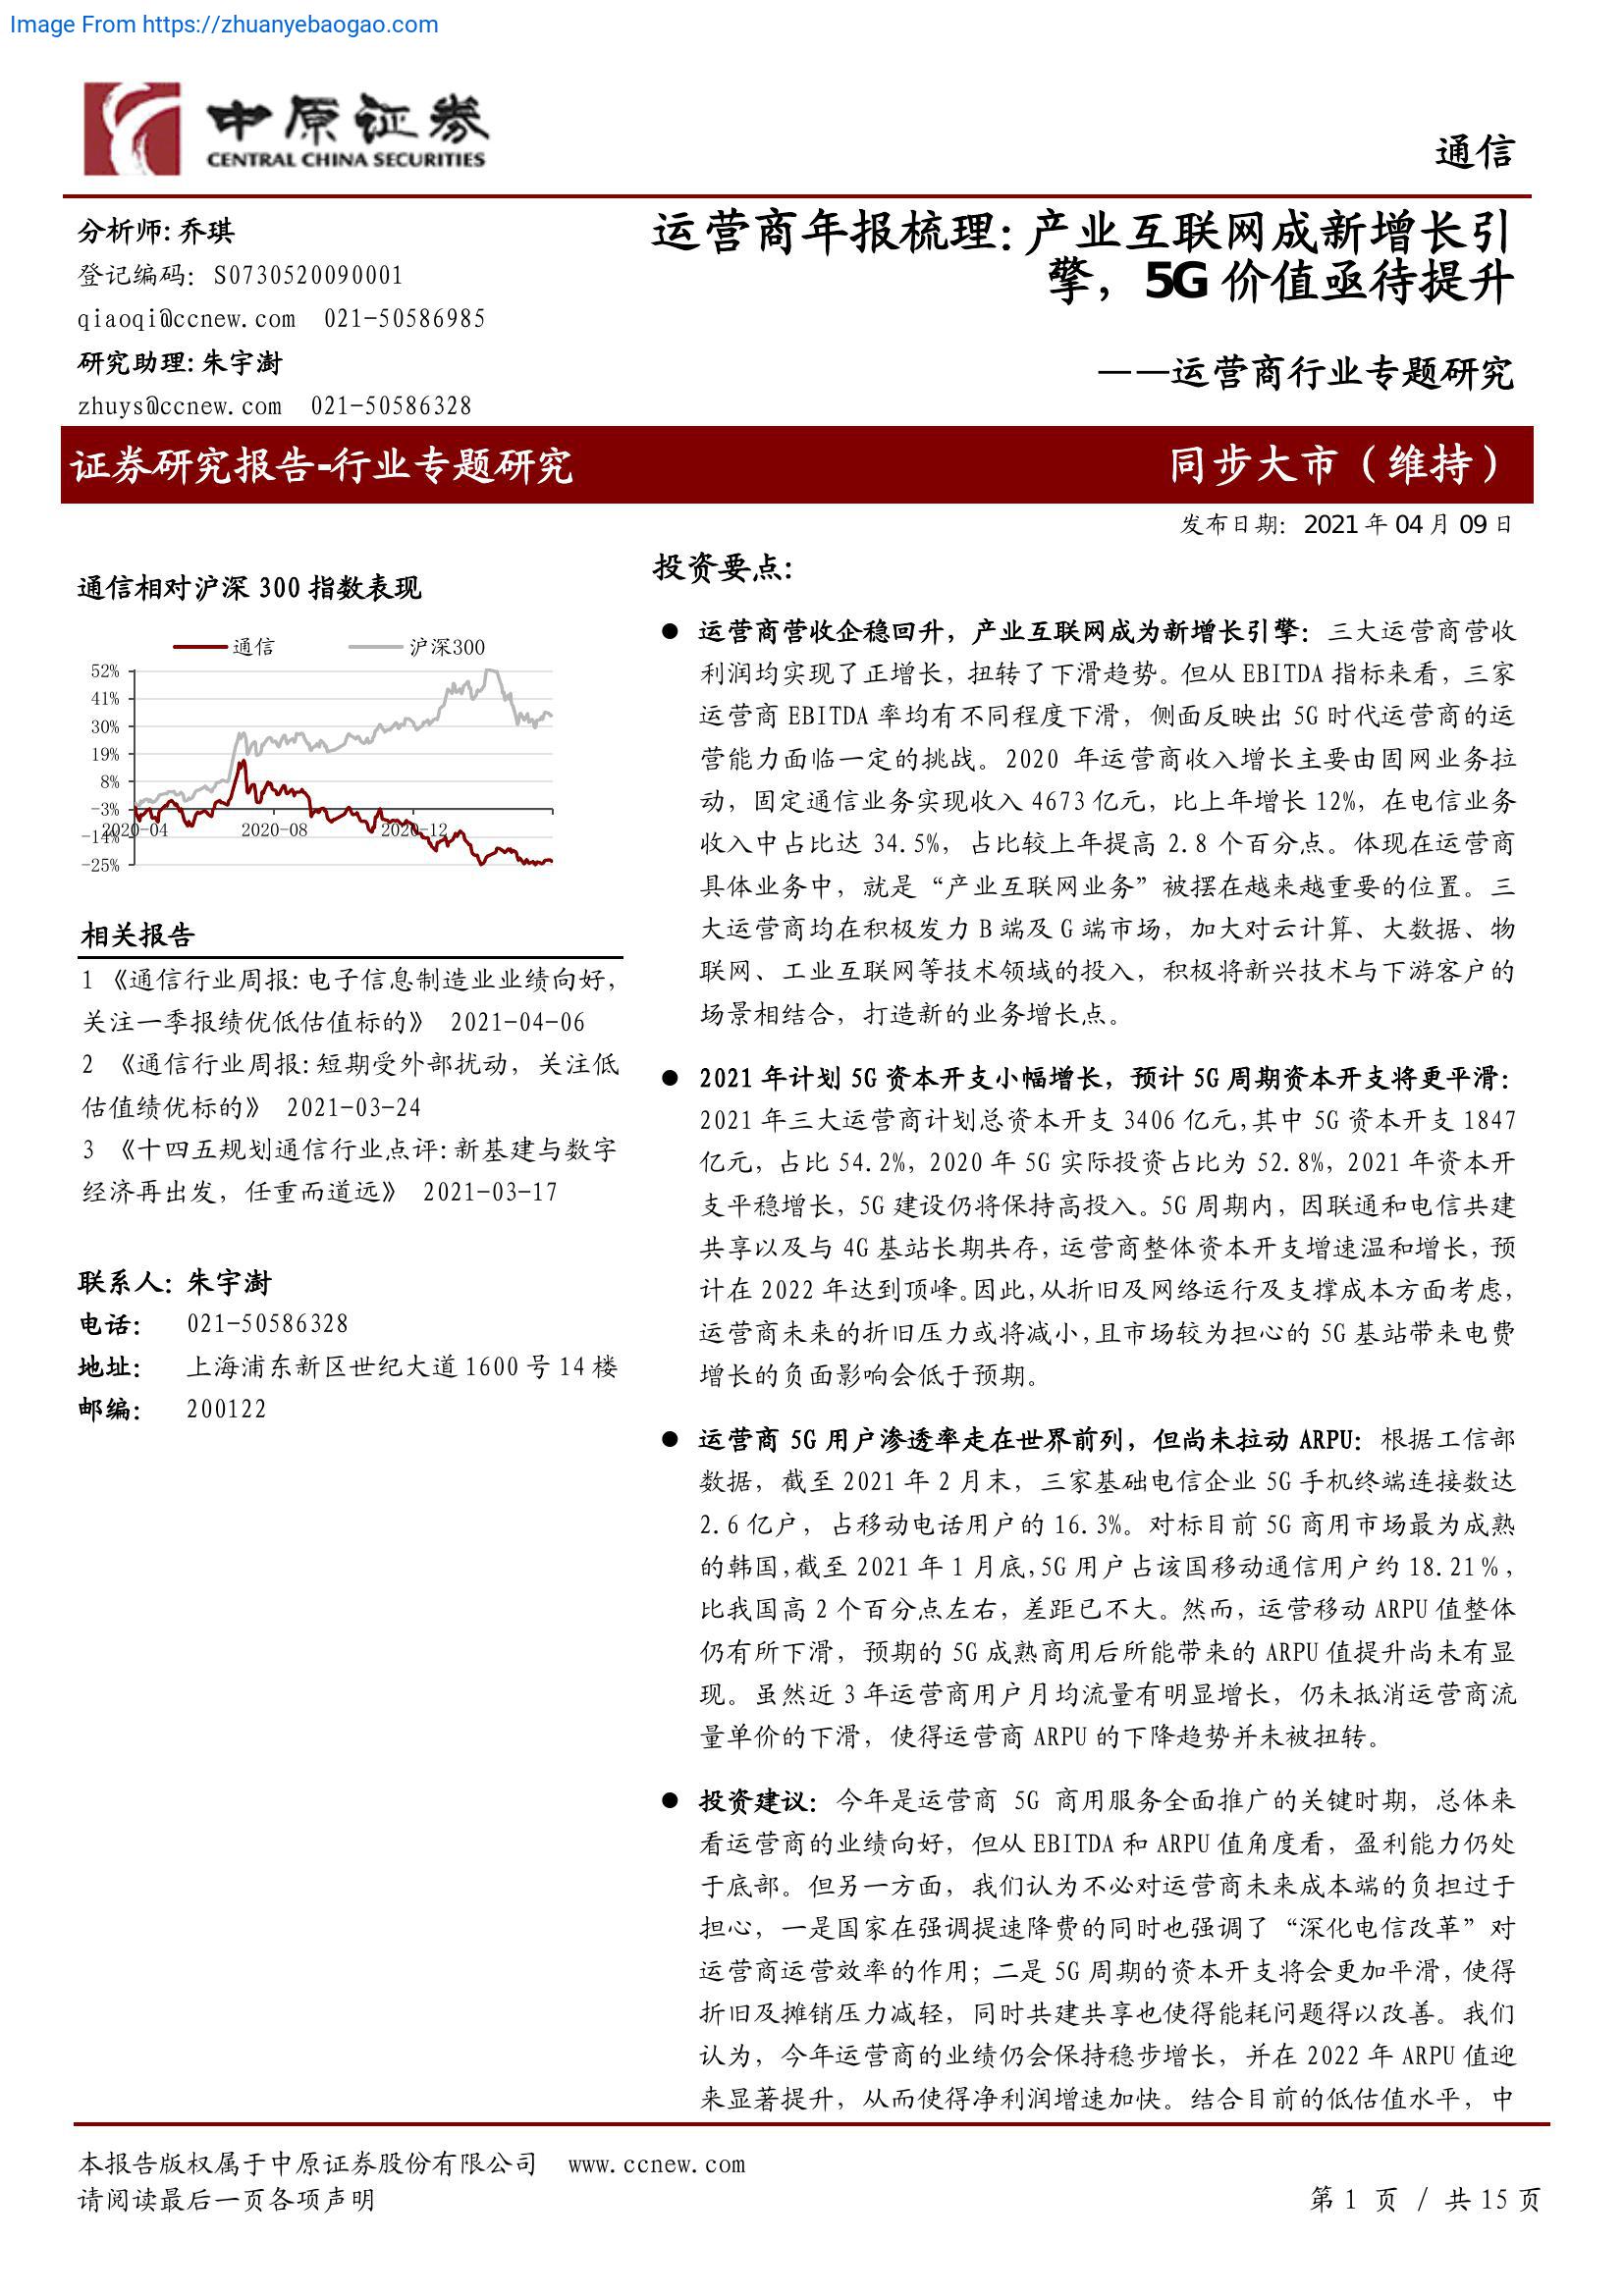 Image From https://zhuanyebaogao.com
中原证券
CENTRAL CHINA SECURITIES
通信
分析师:乔琪
登记编码：S0730520090001
qiaoqi@ccnew.com 021-50586985
研究助理:朱宇澍
zhuys@ccnew.com 021-50586328
运营商年报梳理:产业互联网成新增长引
擎，5G 价值亟待提升
——运营商行业专题研究
证券研究报告-行业专题研究
同步大市（维持）
发布日期：2021 年 04 月 09 日
通信相对沪深 300 指数表现
通信 沪深300
52%
41%
30%
19%
8%
-3%
-14%
-25%
2020-04 2020-08 2020-12
相关报告
1 《通信行业周报:电子信息制造业业绩向好，
关注一季报绩优低估值标的》 2021-04-06
2 《通信行业周报:短期受外部扰动，关注低
估值绩优标的》 2021-03-24
3 《十四五规划通信行业点评:新基建与数字
经济再出发，任重而道远》 2021-03-17
联系人：朱宇澍
电话： 021-50586328
地址： 上海浦东新区世纪大道 1600 号 14 楼
邮编： 200122
投资要点:
● 运营商营收企稳回升，产业互联网成为新增长引擎：三大运营商营收
利润均实现了正增长，扭转了下滑趋势。但从 EBITDA 指标来看，三家
运营商 EBITDA 率均有不同程度下滑，侧面反映出 5G 时代运营商的运
营能力面临一定的挑战。2020 年运营商收入增长主要由固网业务拉
动，固定通信业务实现收入 4673 亿元，比上年增长 12%，在电信业务
收入中占比达 34.5%，占比较上年提高 2.8 个百分点。体现在运营商
具体业务中，就是“产业互联网业务”被摆在越来越重要的位置。三
大运营商均在积极发力 B 端及 G 端市场，加大对云计算、大数据、物
联网、工业互联网等技术领域的投入，积极将新兴技术与下游客户的
场景相结合，打造新的业务增长点。
● 2021 年计划 5G 资本开支小幅增长，预计 5G 周期资本开支将更平滑：
2021 年三大运营商计划总资本开支 3406 亿元,其中 5G 资本开支 1847
亿元，占比 54.2%，2020 年 5G 实际投资占比为 52.8%，2021 年资本开
支平稳增长，5G 建设仍将保持高投入。5G 周期内，因联通和电信共建
共享以及与 4G 基站长期共存，运营商整体资本开支增速温和增长，预
计在 2022 年达到顶峰。因此,从折旧及网络运行及支撑成本方面考虑，
运营商未来的折旧压力或将减小,且市场较为担心的 5G 基站带来电费
增长的负面影响会低于预期。
● 运营商 5G 用户渗透率走在世界前列，但尚未拉动 ARPU：根据工信部
数据，截至 2021 年 2 月末，三家基础电信企业 5G 手机终端连接数达
2.6 亿户，占移动电话用户的 16.3%。对标目前 5G 商用市场最为成熟
的韩国,截至 2021 年 1 月底,5G 用户占该国移动通信用户约 18.21％，
比我国高 2 个百分点左右，差距已不大。然而，运营移动 ARPU 值整体
仍有所下滑，预期的 5G 成熟商用后所能带来的 ARPU 值提升尚未有显
现。虽然近 3 年运营商用户月均流量有明显增长，仍未抵消运营商流
量单价的下滑，使得运营商 ARPU 的下降趋势并未被扭转。
● 投资建议：今年是运营商 5G 商用服务全面推广的关键时期，总体来
看运营商的业绩向好，但从 EBITDA 和 ARPU 值角度看，盈利能力仍处
于底部。但另一方面，我们认为不必对运营商未来成本端的负担过于
担心，一是国家在强调提速降费的同时也强调了“深化电信改革”对
运营商运营效率的作用；二是 5G 周期的资本开支将会更加平滑，使得
折旧及摊销压力减轻，同时共建共享也使得能耗问题得以改善。我们
认为，今年运营商的业绩仍会保持稳步增长，并在 2022 年 ARPU 值迎
来显著提升，从而使得净利润增速加快。结合目前的低估值水平，中
本报告版权属于中原证券股份有限公司 www.ccnew.com
请阅读最后一页各项声明
第 1 页 / 共 15 页